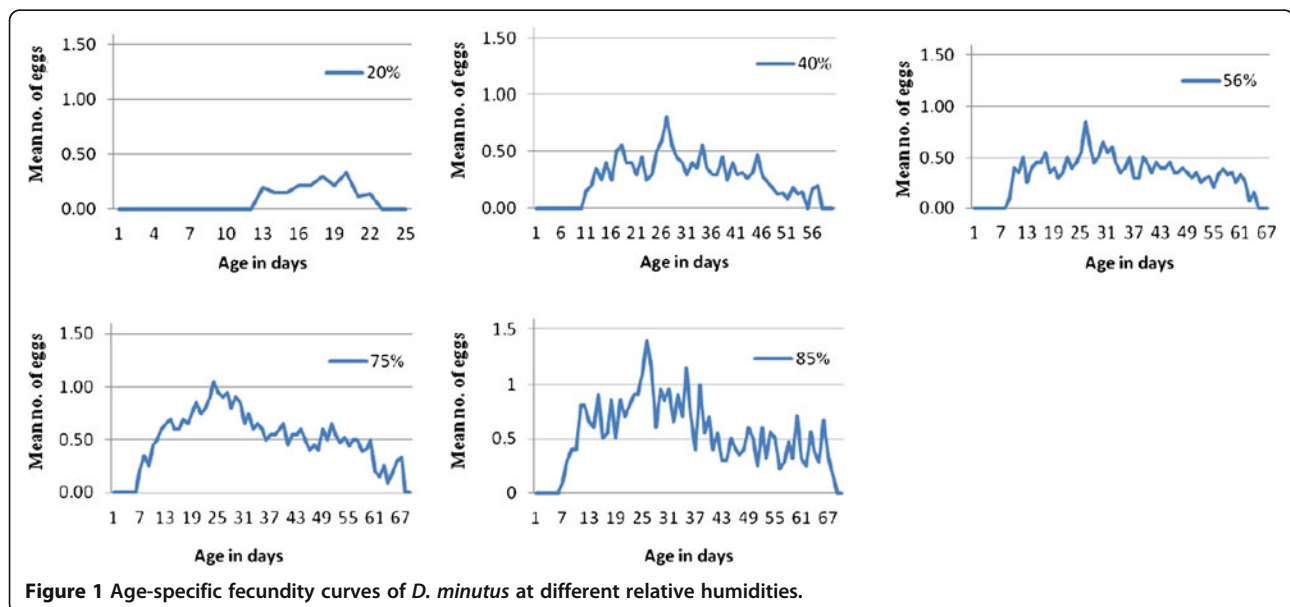 1.50
1.00
0.50
0.00
Mean no. of eggs
20%
1 4 7 10 13 16 19 22 25
Age in days
1.50
1.00
0.50
0.00
Mean no. of eggs
40%
1 6 11 16 21 26 31 36 41 46 51 56
Age in days
1.50
1.00
0.50
0.00
Mean no. of eggs
56%
1 7 13 19 25 31 37 43 49 55 61 67
Age in days
1.50
1.00
0.50
0.00
Mean no. of eggs
75%
1 7 13 19 25 31 37 43 49 55 61 67
Age in days
1.5
1
0.5
0
Mean no. of eggs
85%
1 7 13 19 25 31 37 43 49 55 61 67
Age in days
Figure 1 Age-specific fecundity curves of D. minutus at different relative humidities.